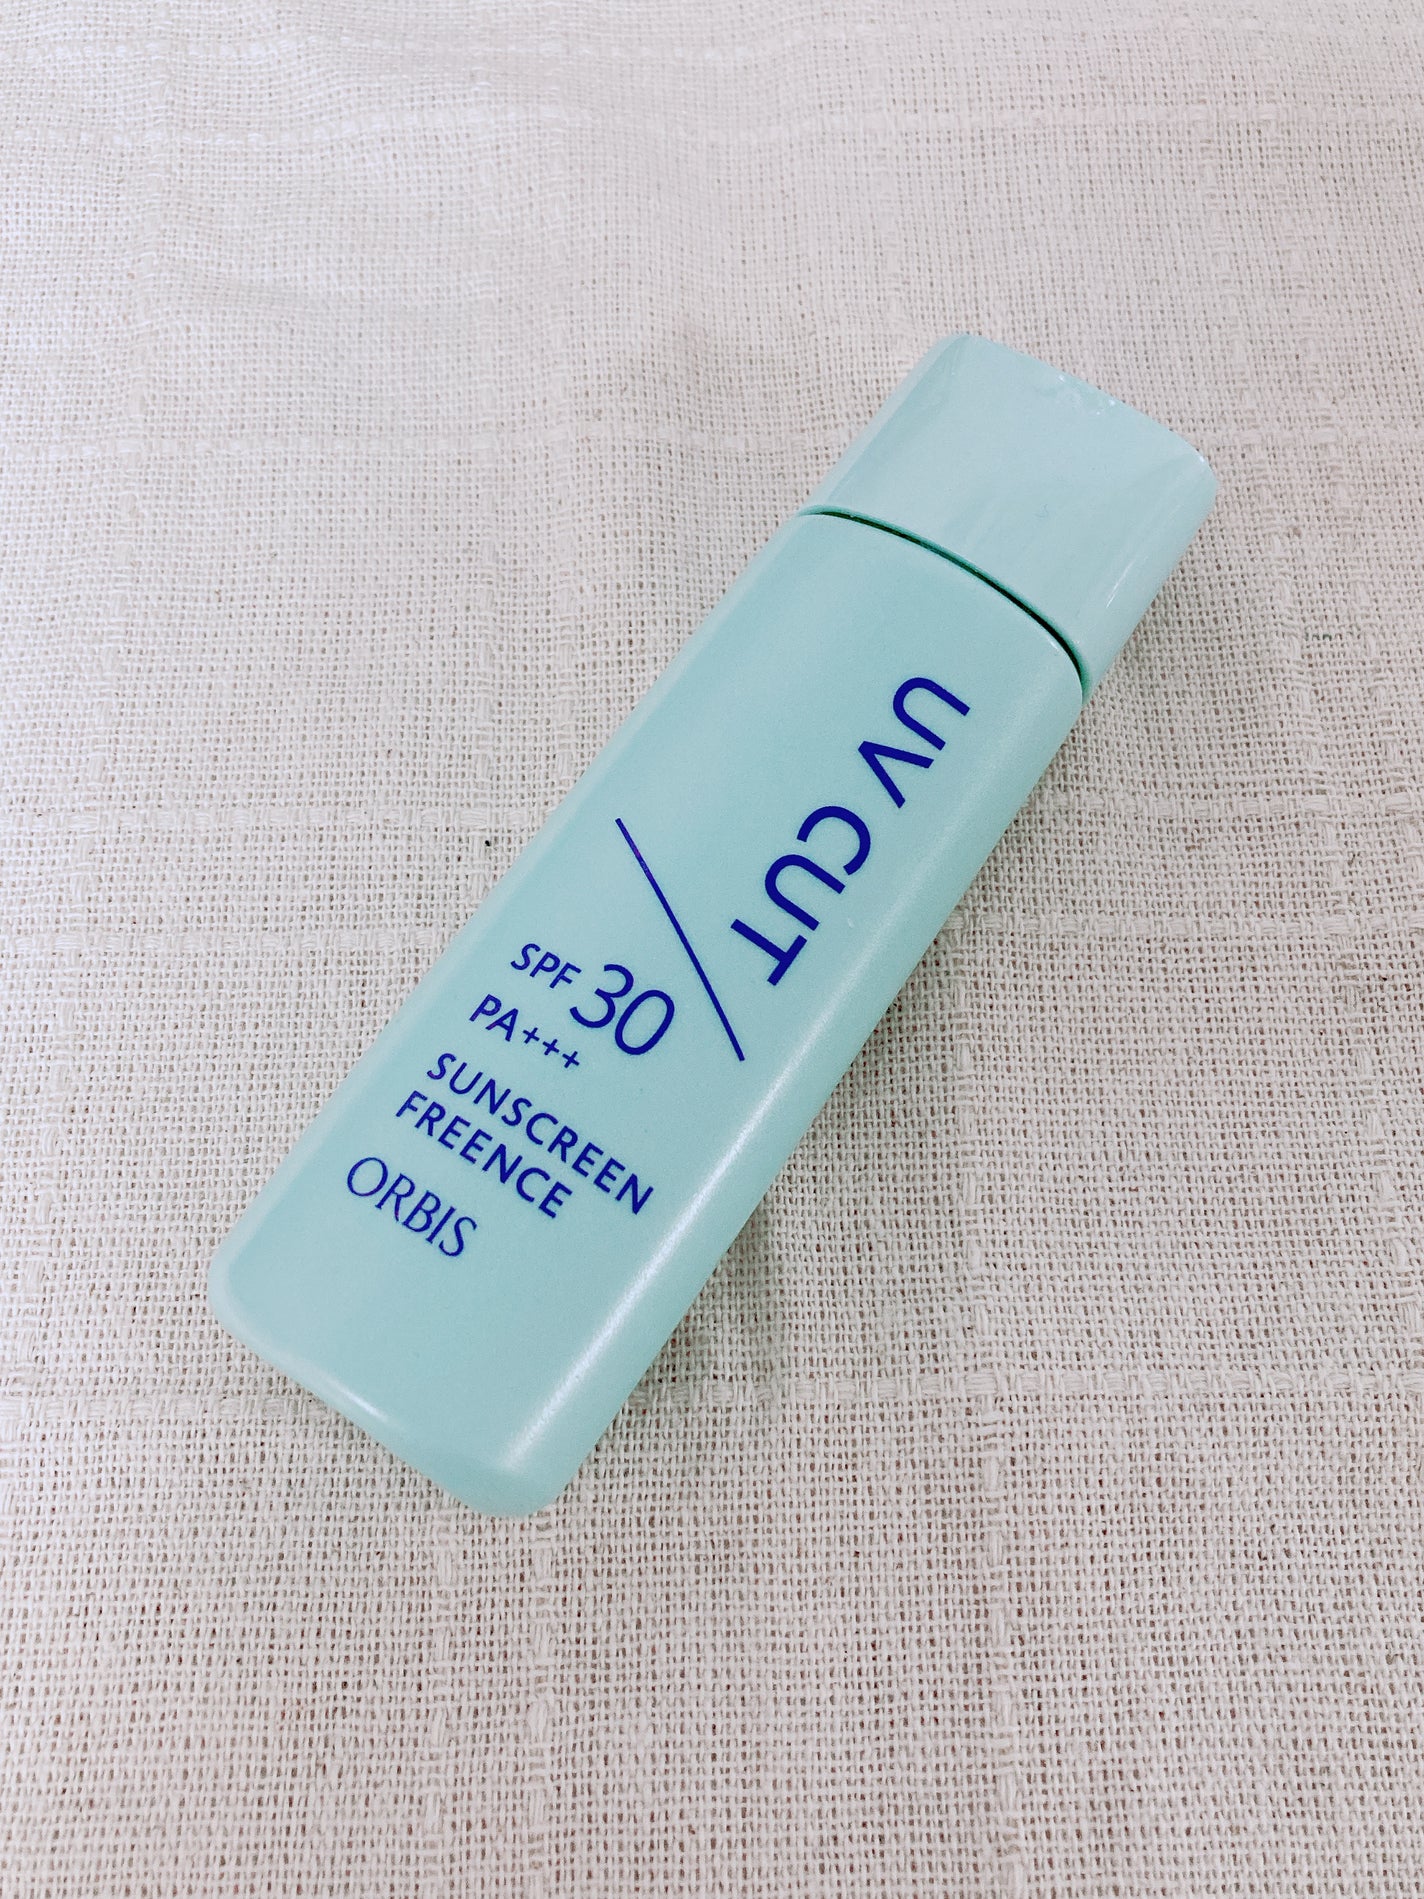 UV CUT
SPF 30
PA+++
SUNSCREEN
FREENCE
ORBIS